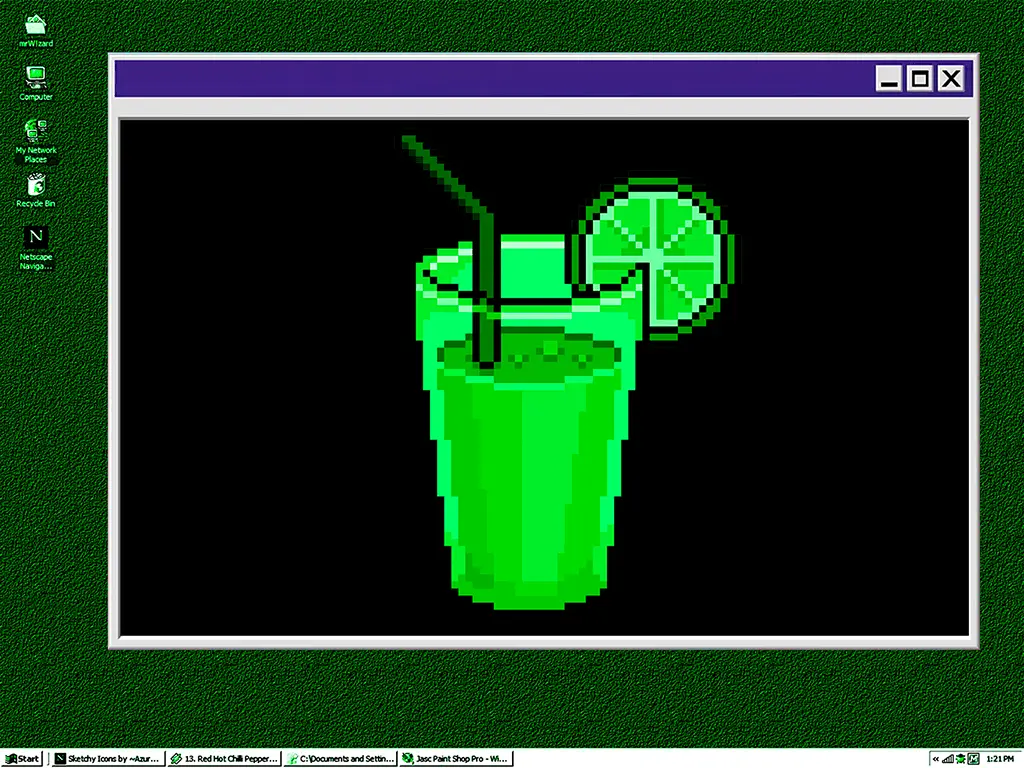 mrWizard
Computer
My Network
Places
Recycle Bin
N
Netscape
Naviga...
Start
Sketchy Icons by ~Azur...
13. Red Hot Chili Pepper...
C:\Documents and Settin...
Jasc Paint Shop Pro - Wi...
«
1:21 PM